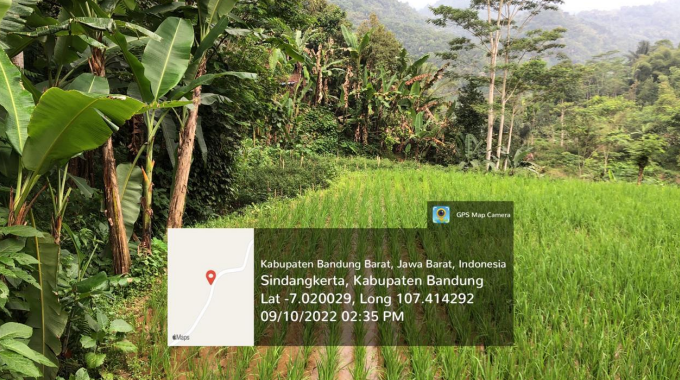 GPS Map Camera
Kabupaten Bandung Barat, Jawa Barat, Indonesia
Sindangkerta, Kabupaten Bandung
Lat -7.020029, Long 107.414292
09/10/2022 02:35 PM
Maps